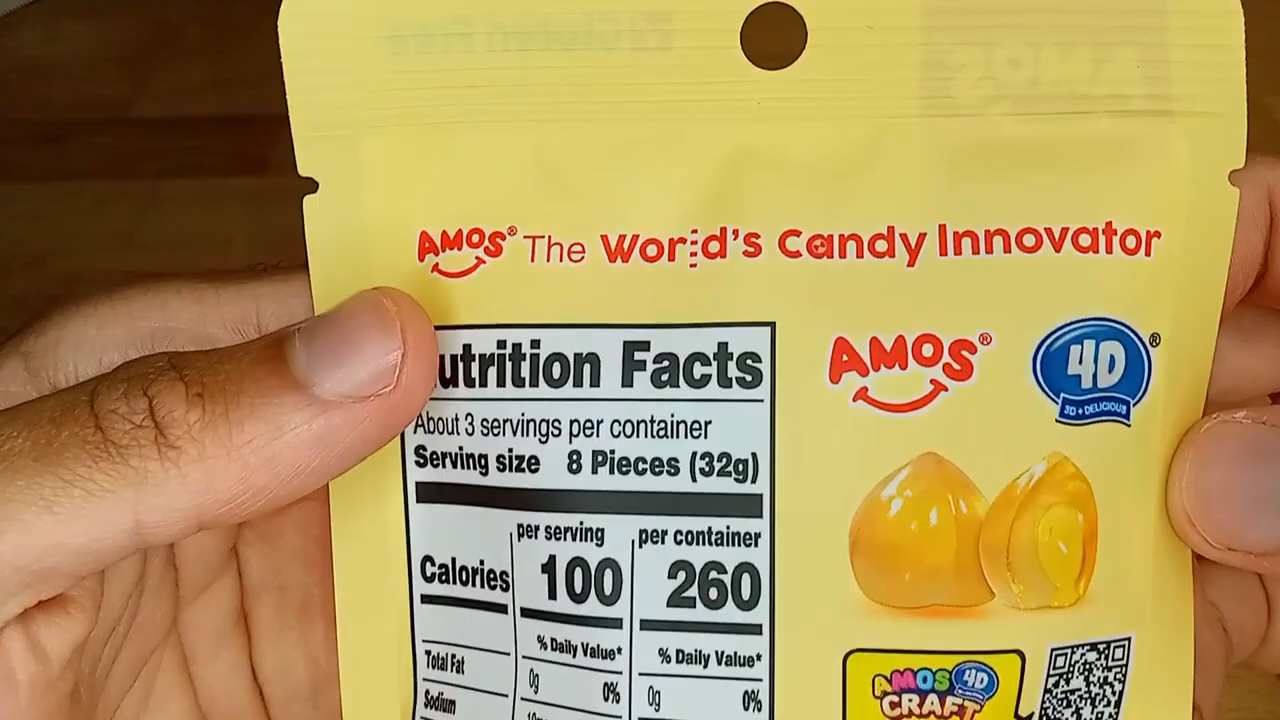 AMOS® The World's Candy Innovator
utrition Facts
About 3 servings per container
Serving size 8 Pieces (32g)
per serving per container
Calories 100 260
% Daily Value* % Daily Value*
Total Fat 0g 0% 0g 0%
Sodium
AMOS®
4D®
3D + DELICIOUS
AMOS 4D
CRAFT